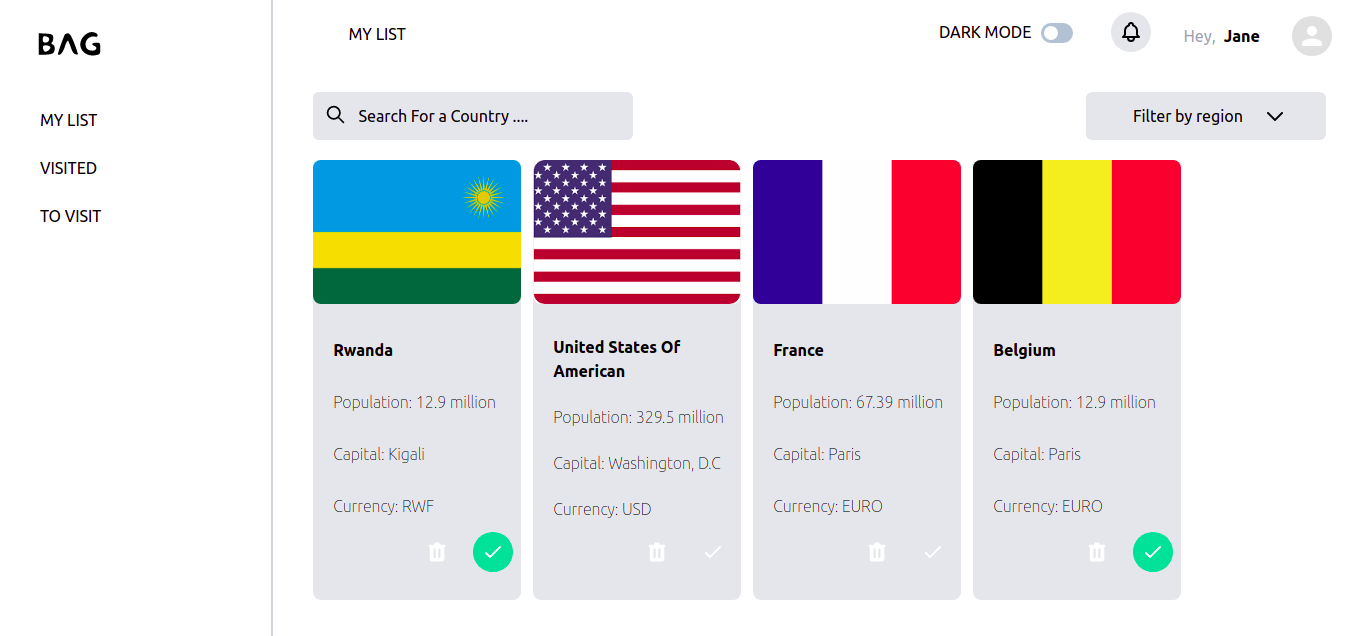 BAG
MY LIST
DARK MODE
Hey, Jane
MY LIST
VISITED
TO VISIT
Search For a Country ....
Filter by region
Rwanda
Population: 12.9 million
Capital: Kigali
Currency: RWF
United States Of
American
Population: 329.5 million
Capital: Washington, D.C
Currency: USD
France
Population: 67.39 million
Capital: Paris
Currency: EURO
Belgium
Population: 12.9 million
Capital: Paris
Currency: EURO